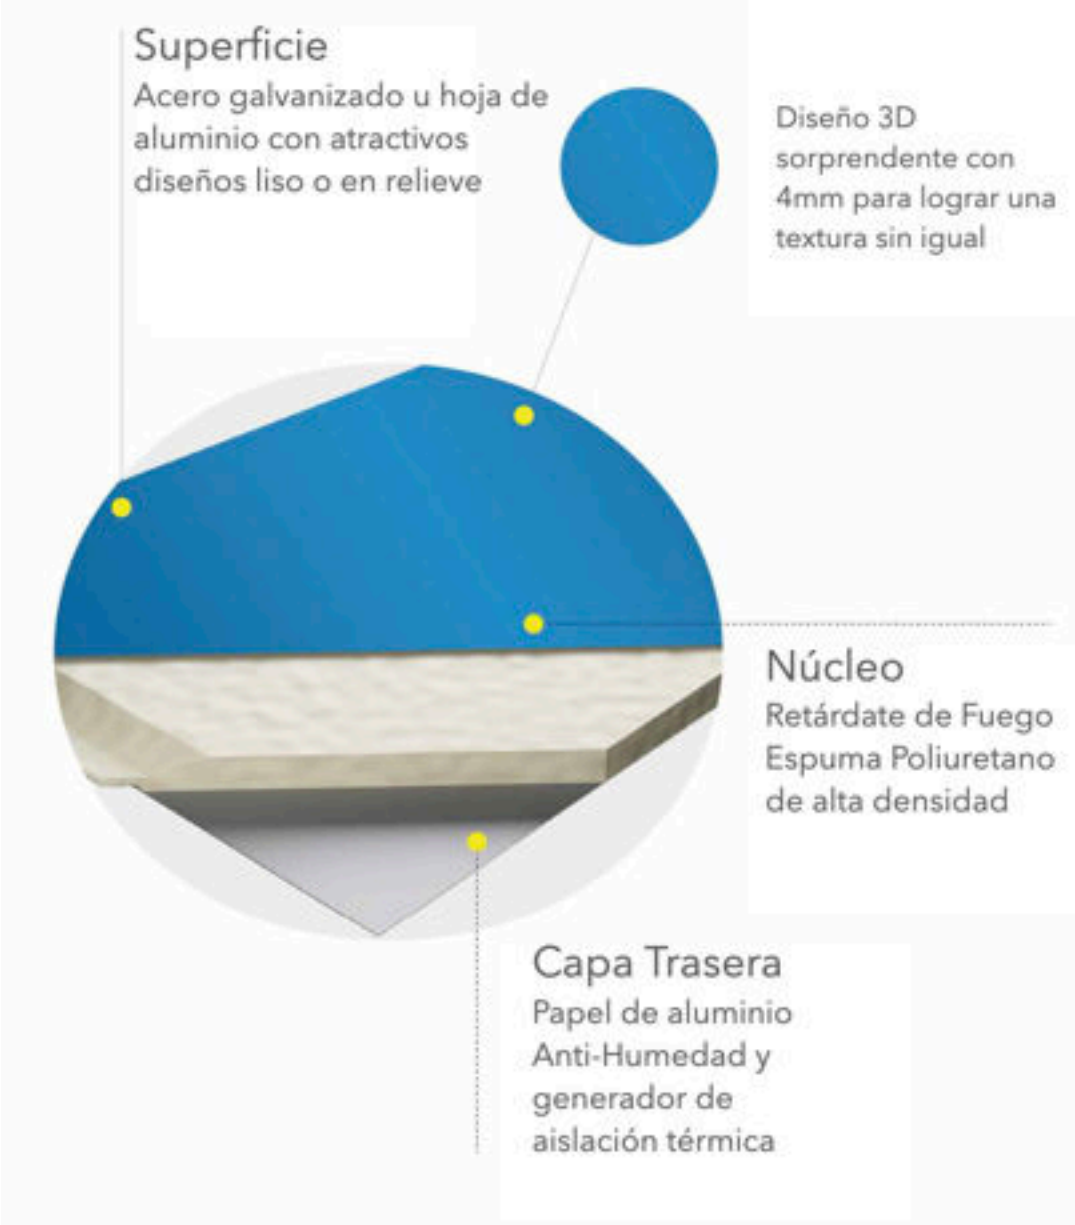 Superficie
Acero galvanizado u hoja de
aluminio con atractivos
diseños liso o en relieve
Diseño 3D
sorprendente con
4mm para lograr una
textura sin igual
Núcleo
Retárdate de Fuego
Espuma Poliuretano
de alta densidad
Capa Trasera
Papel de aluminio
Anti-Humedad y
generador de
aislación térmica